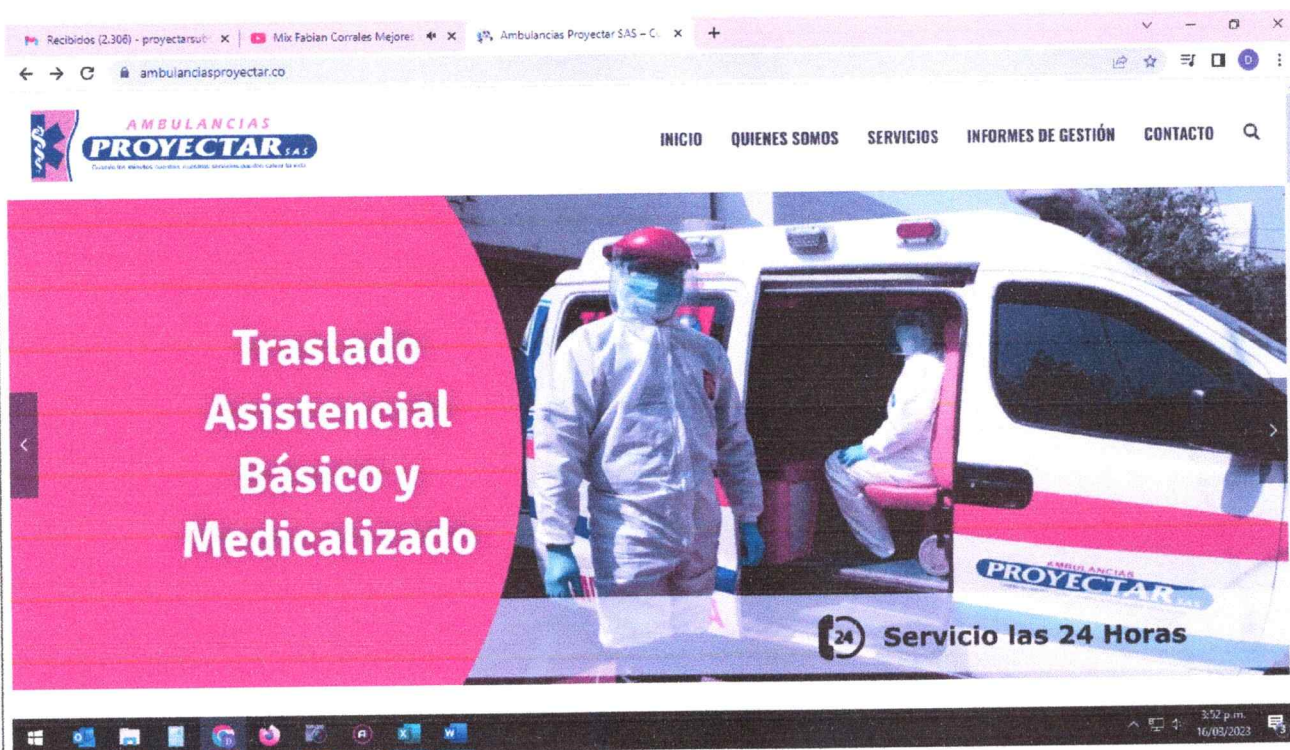 Recibidos (2.306) - proyectarsub
Mix Fabian Corrales Mejores
Ambulancias Proyectar SAS – C
ambulanciasproyectar.co
D
AMBULANCIAS
PROYECTAR SAS
INICIO QUIENES SOMOS SERVICIOS INFORMES DE GESTIÓN CONTACTO
Traslado
Asistencial
Básico y
Medicalizado
AMBULANCIAS
PROYECTAR SAS
24 Servicio las 24 Horas
3:52 p.m.
16/03/2023